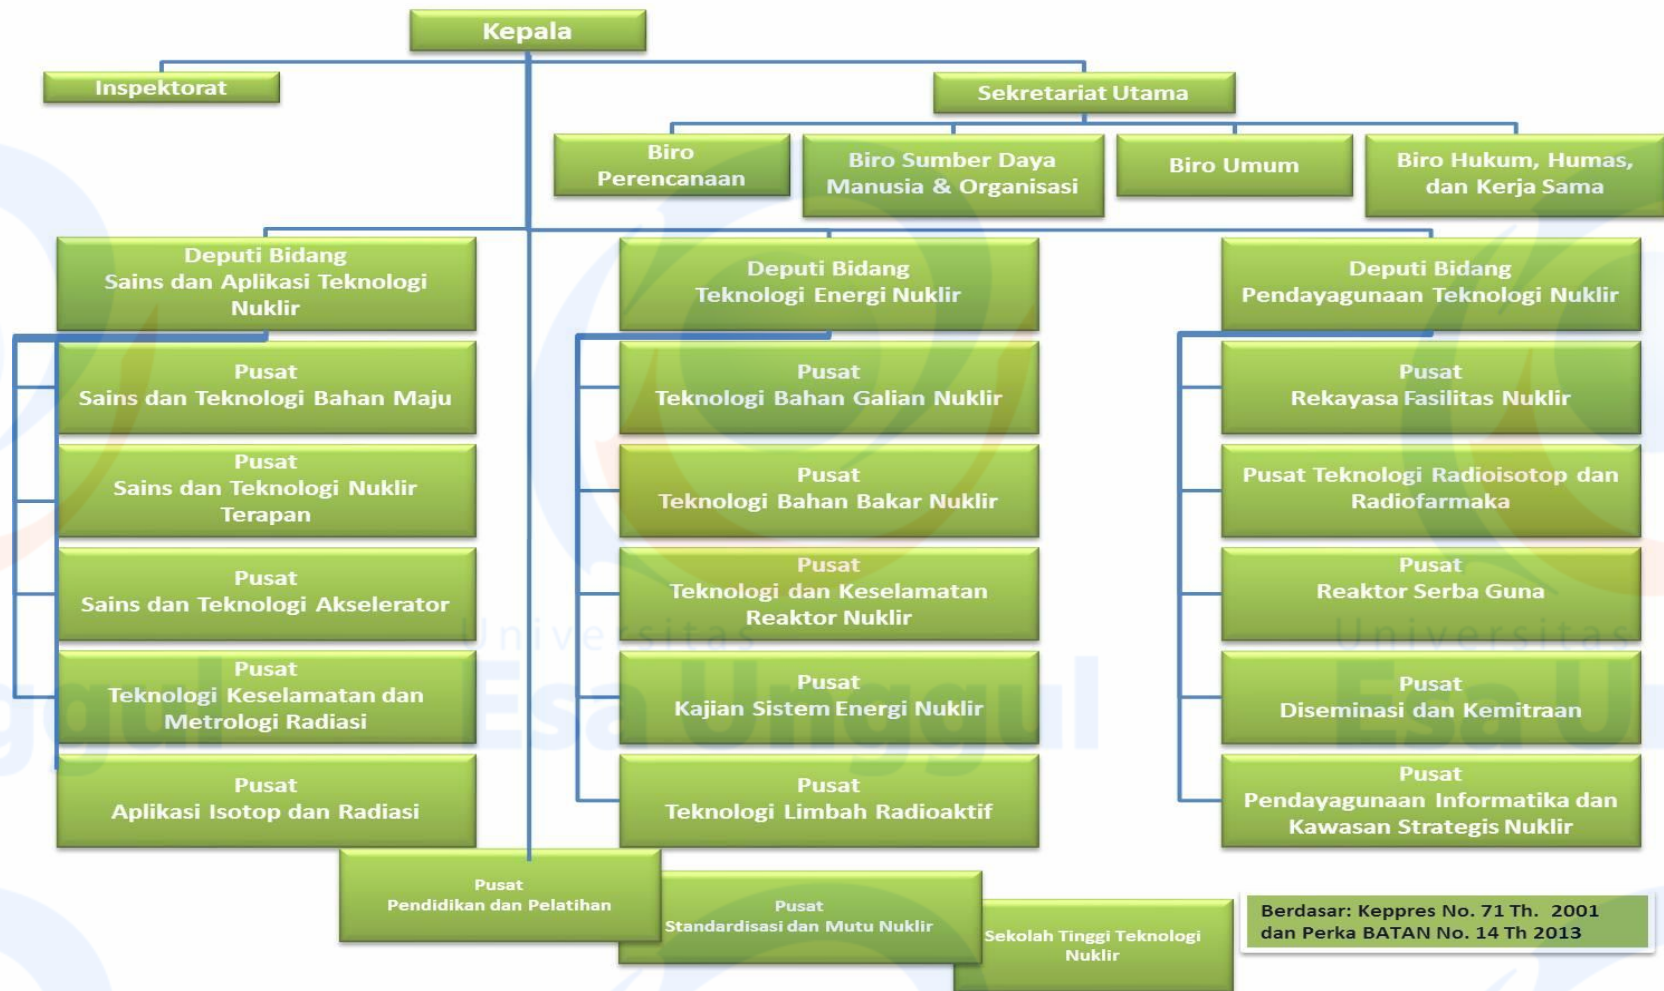 Kepala
Inspektorat
Sekretariat Utama
Biro
Perencanaan
Biro Sumber Daya
Manusia & Organisasi
Biro Umum
Biro Hukum, Humas,
dan Kerja Sama
Deputi Bidang
Sains dan Aplikasi Teknologi
Nuklir
Pusat
Sains dan Teknologi Bahan Maju
Pusat
Sains dan Teknologi Nuklir
Terapan
Pusat
Sains dan Teknologi Akselerator
Pusat
Teknologi Keselamatan dan
Metrologi Radiasi
Pusat
Aplikasi Isotop dan Radiasi
Deputi Bidang
Teknologi Energi Nuklir
Pusat
Teknologi Bahan Galian Nuklir
Pusat
Teknologi Bahan Bakar Nuklir
Pusat
Teknologi dan Keselamatan
Reaktor Nuklir
Pusat
Kajian Sistem Energi Nuklir
Pusat
Teknologi Limbah Radioaktif
Deputi Bidang
Pendayagunaan Teknologi Nuklir
Pusat
Rekayasa Fasilitas Nuklir
Pusat Teknologi Radioisotop dan
Radiofarmaka
Pusat
Reaktor Serba Guna
Pusat
Diseminasi dan Kemitraan
Pusat
Pendayagunaan Informatika dan
Kawasan Strategis Nuklir
Pusat
Pendidikan dan Pelatihan
Pusat
Standardisasi dan Mutu Nuklir
Sekolah Tinggi Teknologi
Nuklir
Berdasar: Keppres No. 71 Th. 2001
dan Perka BATAN No. 14 Th 2013
Universitas
Esa Unggul
Universitas
Esa U
ggul